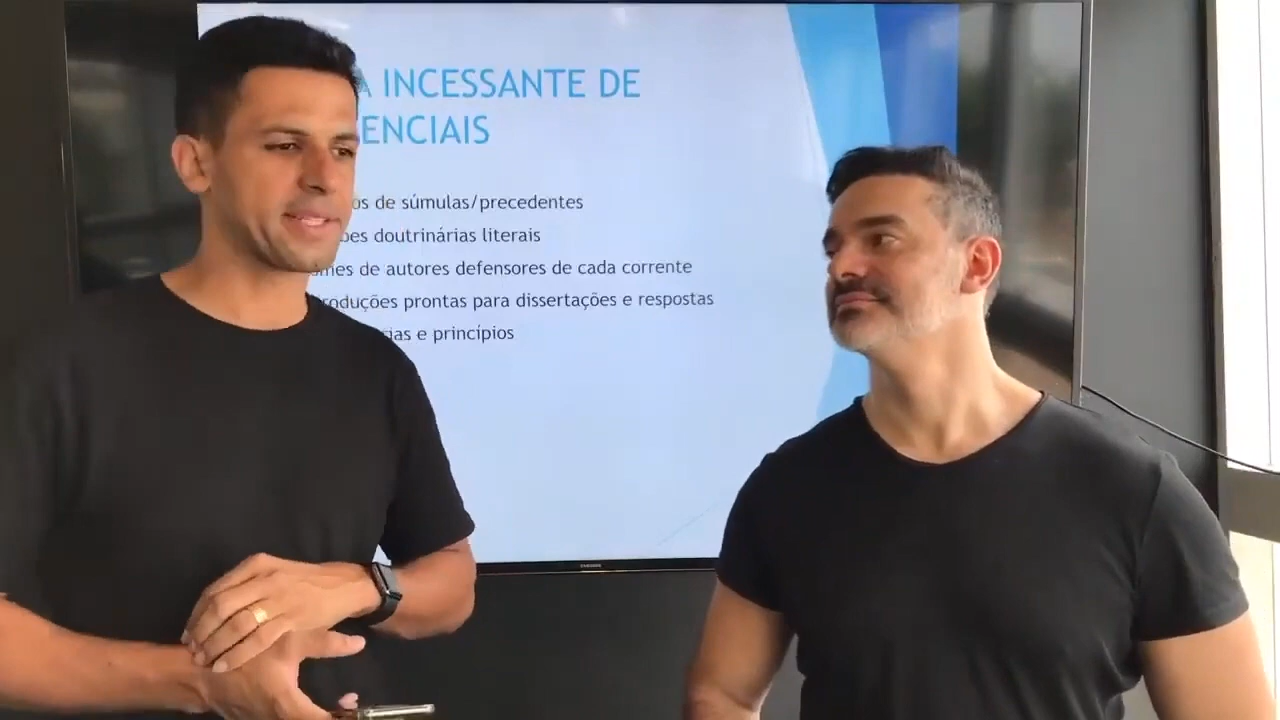 A INCESSANTE DE
ENCIAIS
os de súmulas/precedentes
ões doutrinárias literais
mes de autores defensores de cada corrente
roduções prontas para dissertações e respostas
ias e princípios
SAMSUNG